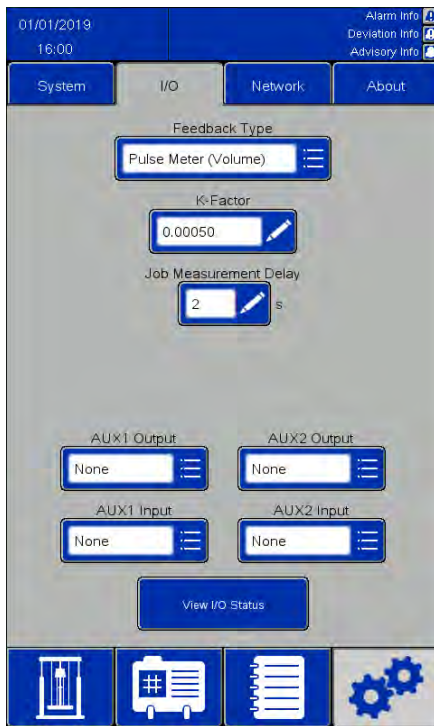 01/01/2019
16:00
Alarm Info
Deviation Info
Advisory Info
System
I/O
Network
About
Feedback Type
Pulse Meter (Volume)
K-Factor
0.00050
Job Measurement Delay
2 s
AUX1 Output
AUX2 Output
None
None
AUX1 Input
AUX2 Input
None
None
View I/O Status